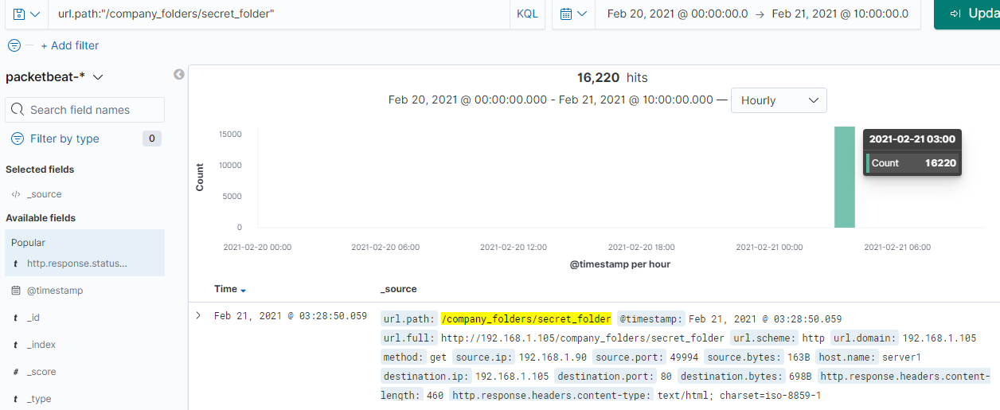 url.path:"/company_folders/secret_folder" KQL Feb 20, 2021 @ 00:00:00.0 → Feb 21, 2021 @ 10:00:00.0 Upda
+ Add filter
packetbeat-*
Search field names
Filter by type 0
Selected fields
</> _source
Available fields
Popular
t http.response.status...
@timestamp
t _id
t _index
# _score
t _type
16,220 hits
Feb 20, 2021 @ 00:00:00.000 - Feb 21, 2021 @ 10:00:00.000 — Hourly
15000
10000
5000
0
Count
2021-02-21 03:00
Count 16220
2021-02-20 00:00 2021-02-20 06:00 2021-02-20 12:00 2021-02-20 18:00 2021-02-21 00:00 2021-02-21 06:00
@timestamp per hour
Time _source
Feb 21, 2021 @ 03:28:50.059 url.path: /company_folders/secret_folder @timestamp: Feb 21, 2021 @ 03:28:50.059
url.full: http://192.168.1.105/company_folders/secret_folder url.scheme: http url.domain: 192.168.1.105
method: get source.ip: 192.168.1.90 source.port: 49994 source.bytes: 163B host.name: server1
destination.ip: 192.168.1.105 destination.port: 80 destination.bytes: 698B http.response.headers.content-
length: 460 http.response.headers.content-type: text/html; charset=iso-8859-1